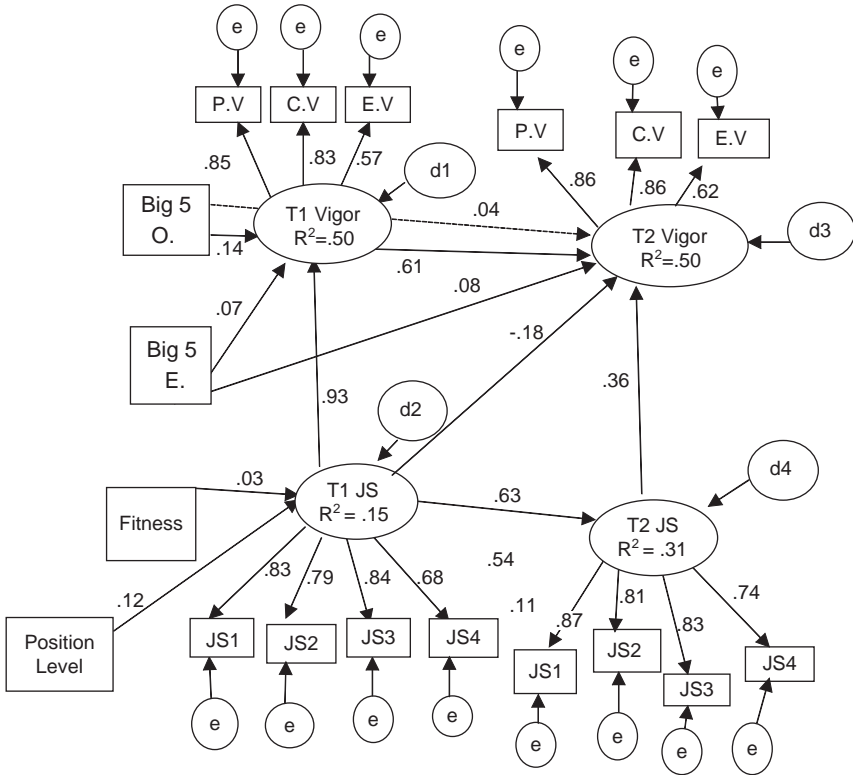 e
e
e
e
e
e
P.V
C.V
E.V
P.V
C.V
E.V
.85
.83
.57
d1
.86
.86
.62
Big 5
O.
T1 Vigor
R²=.50
.04
T2 Vigor
R²=.50
d3
.14
.61
.07
.08
Big 5
E.
-.18
.93
d2
.36
.03
T1 JS
R² = .15
.63
d4
Fitness
T2 JS
R² = .31
.12
.83
.79
.84
.68
.54
.11
.87
.81
.83
.74
Position
Level
JS1
JS2
JS3
JS4
JS1
JS2
JS3
JS4
e
e
e
e
e
e
e
e